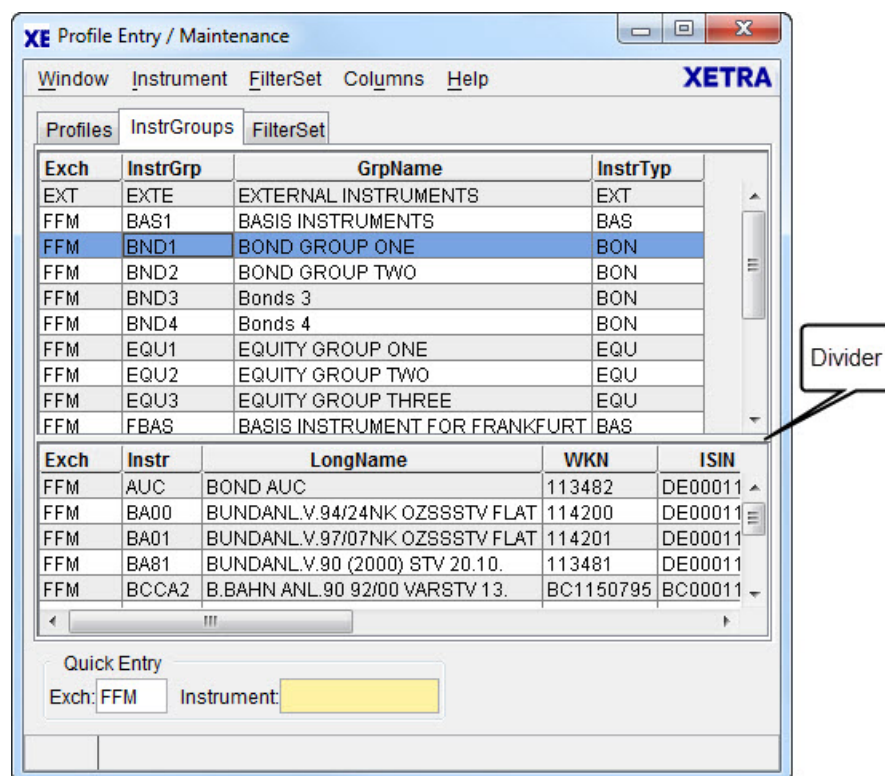 XE Profile Entry / Maintenance
Window Instrument FilterSet Columns Help XETRA
Profiles InstrGroups FilterSet
Exch InstrGrp GrpName InstrTyp
EXT EXTE EXTERNAL INSTRUMENTS EXT
FFM BAS1 BASIS INSTRUMENTS BAS
FFM BND1 BOND GROUP ONE BON
FFM BND2 BOND GROUP TWO BON
FFM BND3 Bonds 3 BON
FFM BND4 Bonds 4 BON
FFM EQU1 EQUITY GROUP ONE EQU
FFM EQU2 EQUITY GROUP TWO EQU
FFM EQU3 EQUITY GROUP THREE EQU
FFM FBAS BASIS INSTRUMENT FOR FRANKFURT BAS
Divider
Exch Instr LongName WKN ISIN
FFM AUC BOND AUC 113482 DE00011
FFM BA00 BUNDANL.V.94/24NK OZSSSTV FLAT 114200 DE00011
FFM BA01 BUNDANL.V.97/07NK OZSSSTV FLAT 114201 DE00011
FFM BA81 BUNDANL.V.90 (2000) STV 20.10. 113481 DE00011
FFM BCCA2 B.BAHN ANL.90 92/00 VARSTV 13. BC1150795 BC00011
Quick Entry
Exch: FFM Instrument: